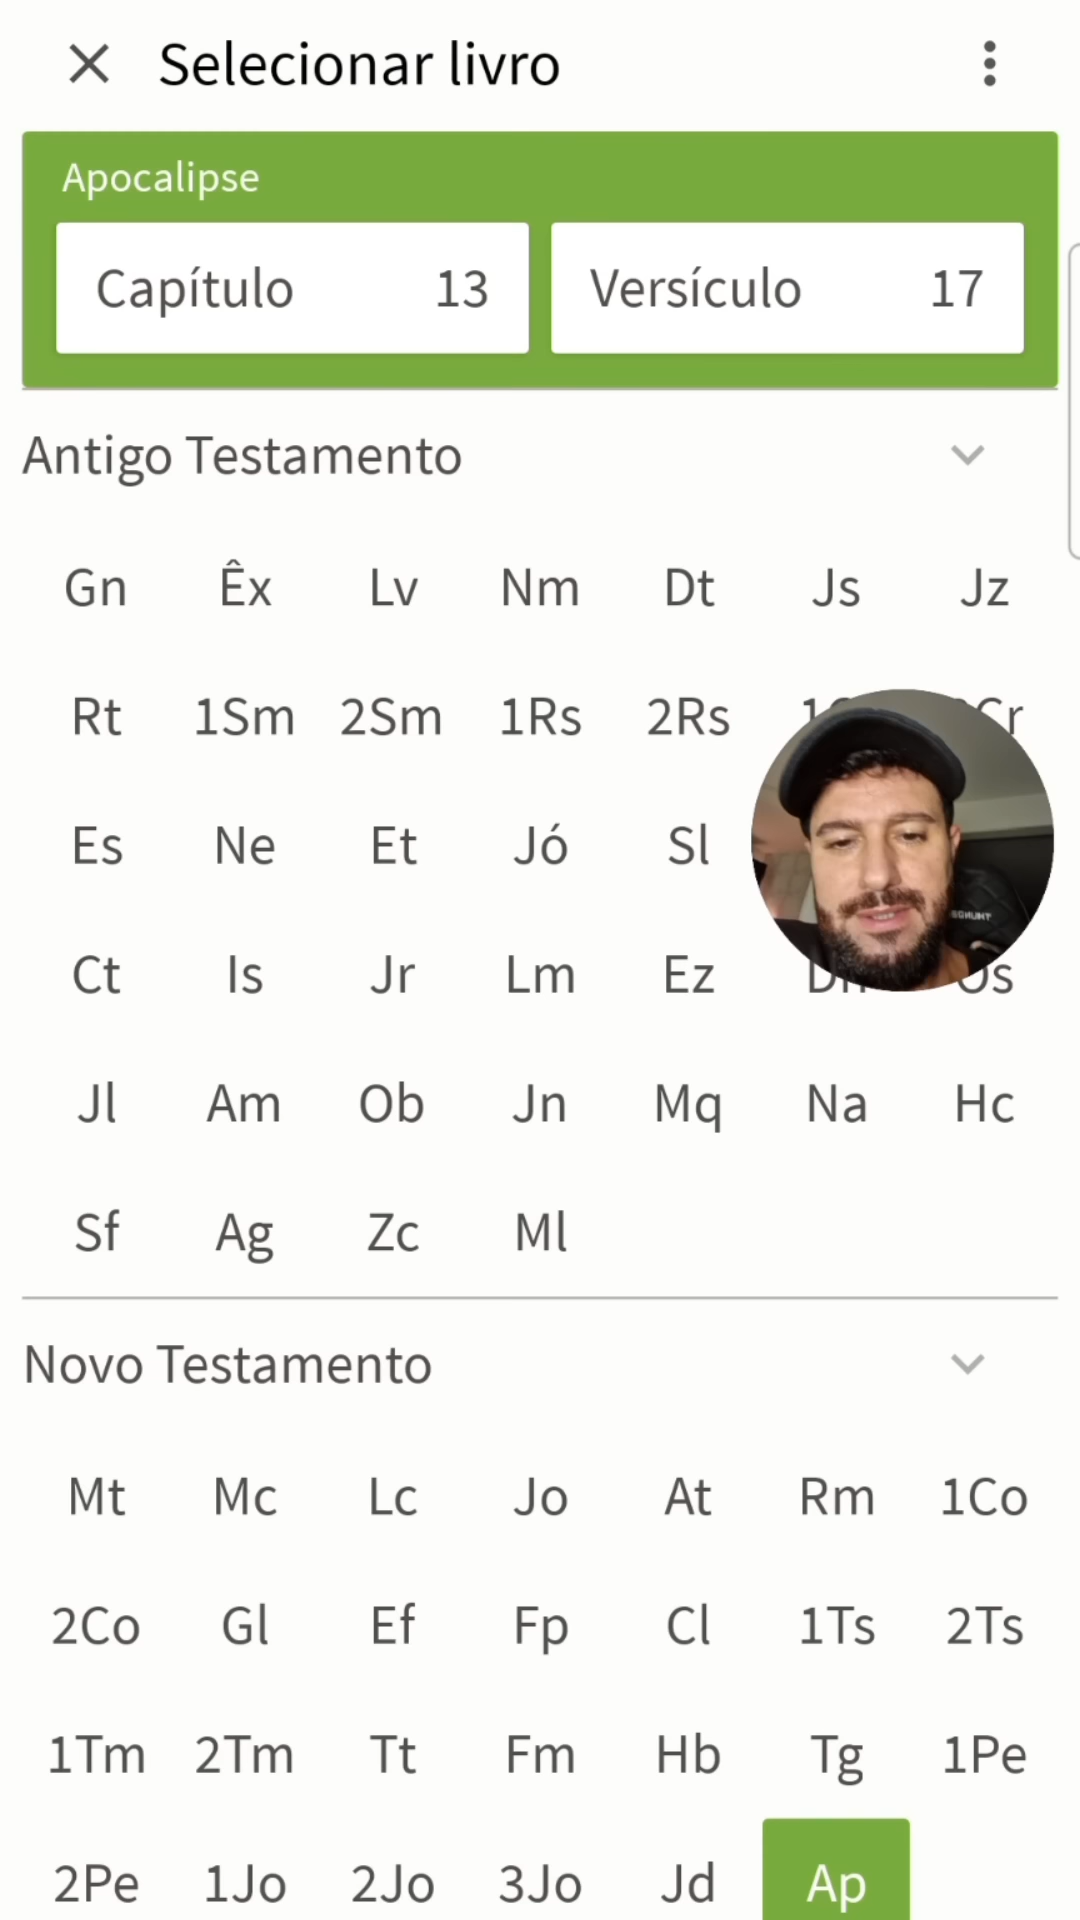 Selecionar livro
Apocalipse
Capítulo 13 Versículo 17
Antigo Testamento
Gn Êx Lv Nm Dt Js Jz
Rt 1Sm 2Sm 1Rs 2Rs
Es Ne Et Jó Sl
Ct Is Jr Lm Ez
Jl Am Ob Jn Mq Na Hc
Sf Ag Zc Ml
Novo Testamento
Mt Mc Lc Jo At Rm 1Co
2Co Gl Ef Fp Cl 1Ts 2Ts
1Tm 2Tm Tt Fm Hb Tg 1Pe
2Pe 1Jo 2Jo 3Jo Jd Ap